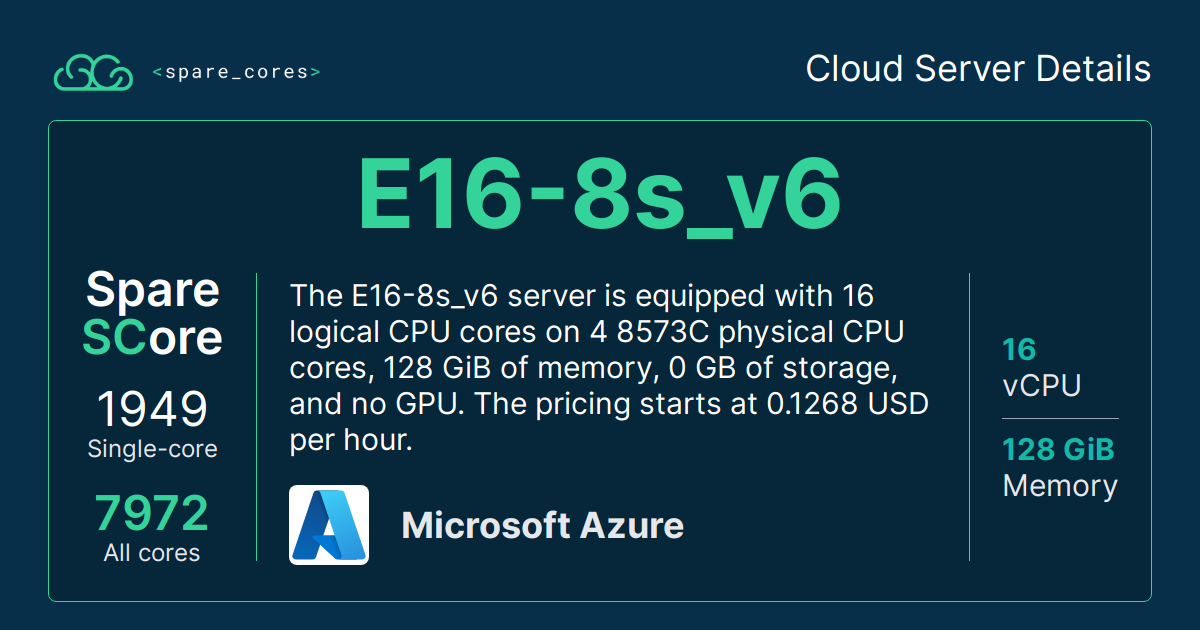 <spare_cores>
Cloud Server Details
E16-8s_v6
Spare
SCore
1949
Single-core
7972
All cores
The E16-8s_v6 server is equipped with 16
logical CPU cores on 4 8573C physical CPU
cores, 128 GiB of memory, 0 GB of storage,
and no GPU. The pricing starts at 0.1268 USD
per hour.
Microsoft Azure
16
vCPU
128 GiB
Memory